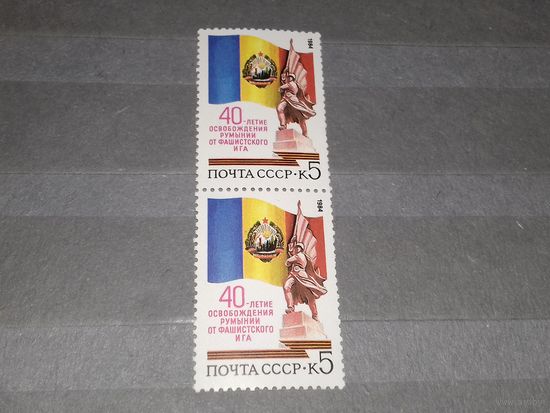 1984
40-ЛЕТИЕ
ОСВОБОЖДЕНИЯ
РУМЫНИИ
ОТ ФАШИСТСКОГО
ИГА
ПОЧТА СССР·К5
1984
40-ЛЕТИЕ
ОСВОБОЖДЕНИЯ
РУМЫНИИ
ОТ ФАШИСТСКОГО
ИГА
ПОЧТА СССР·К5